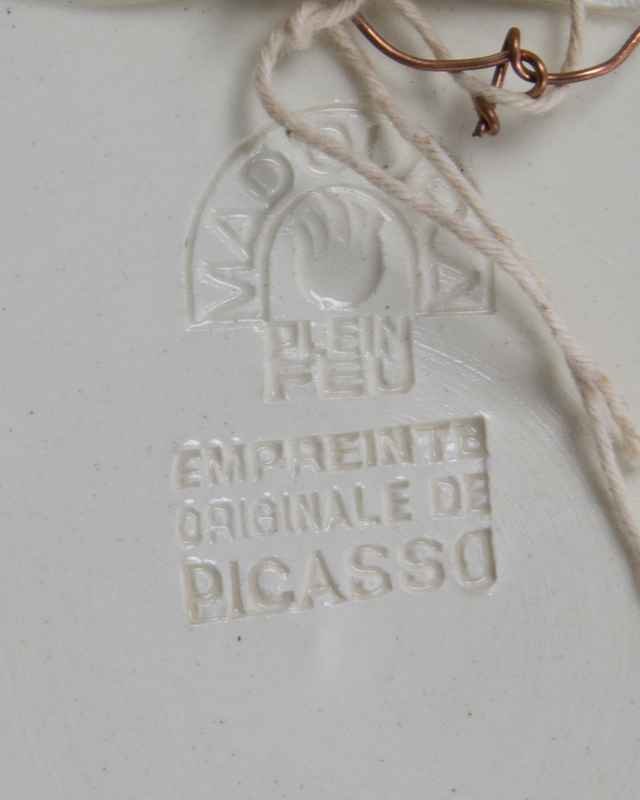 MADOURA
PLEIN
FEU
EMPREINTE
ORIGINALE DE
PICASSO